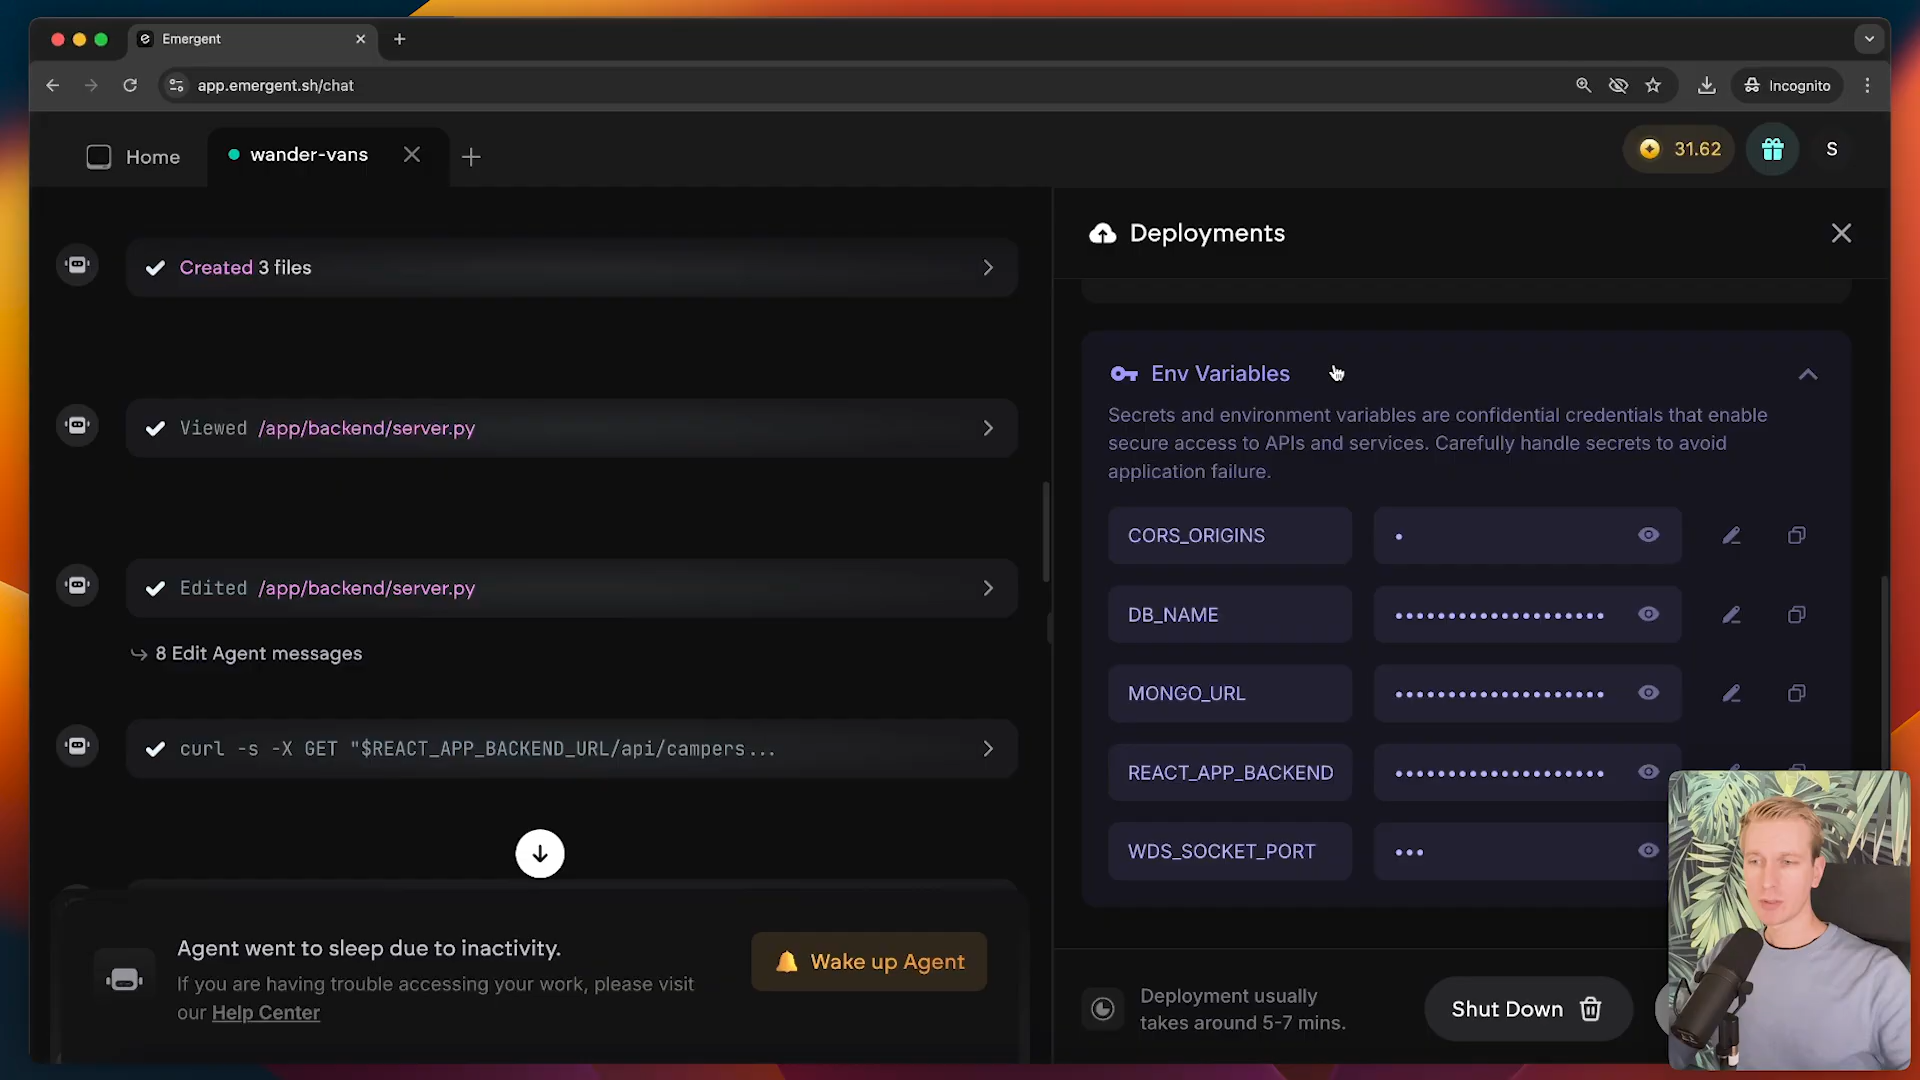 Emergent
app.emergent.sh/chat
Incognito
Home
wander-vans
31.62
S
Created 3 files
Viewed /app/backend/server.py
Edited /app/backend/server.py
8 Edit Agent messages
curl -s -X GET "$REACT_APP_BACKEND_URL/api/campers...
Agent went to sleep due to inactivity.
If you are having trouble accessing your work, please visit
our Help Center
Wake up Agent
Deployments
Env Variables
Secrets and environment variables are confidential credentials that enable
secure access to APIs and services. Carefully handle secrets to avoid
application failure.
CORS_ORIGINS
DB_NAME
MONGO_URL
REACT_APP_BACKEND
WDS_SOCKET_PORT
Deployment usually
takes around 5-7 mins.
Shut Down